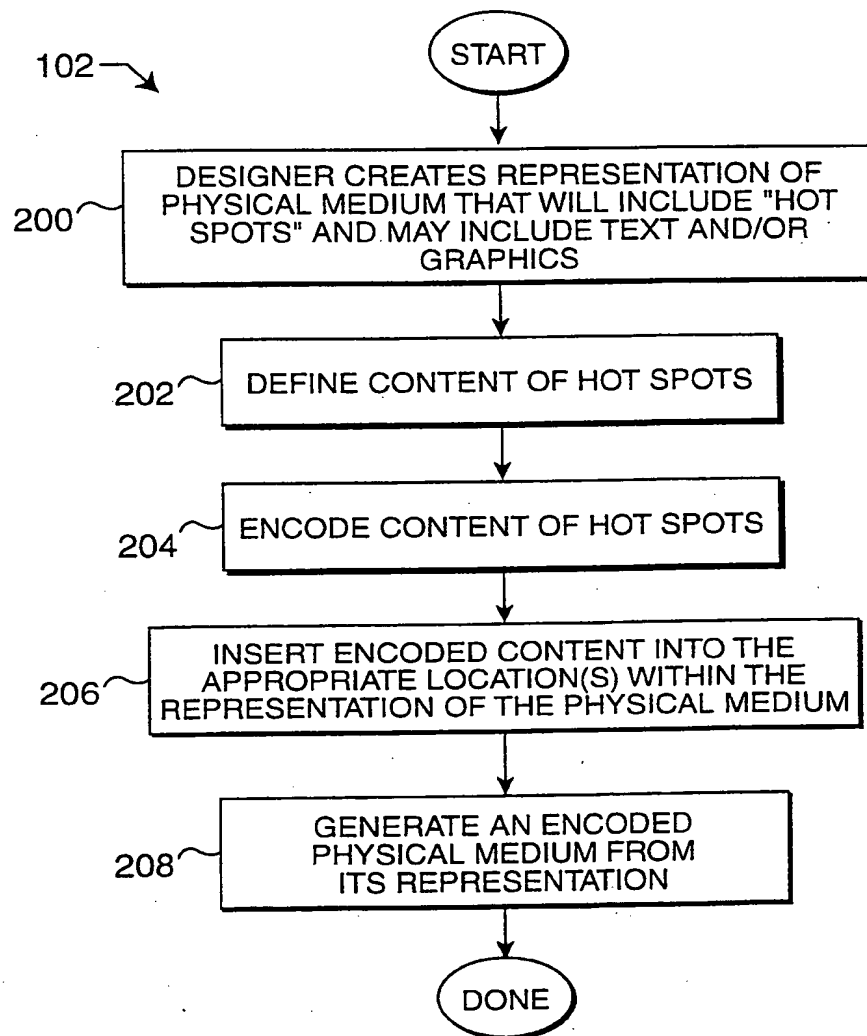 START
102
DESIGNER CREATES REPRESENTATION OF
PHYSICAL MEDIUM THAT WILL INCLUDE "HOT
SPOTS" AND MAY INCLUDE TEXT AND/OR
GRAPHICS
200
DEFINE CONTENT OF HOT SPOTS
202
ENCODE CONTENT OF HOT SPOTS
204
INSERT ENCODED CONTENT INTO THE
APPROPRIATE LOCATION(S) WITHIN THE
REPRESENTATION OF THE PHYSICAL MEDIUM
206
GENERATE AN ENCODED
PHYSICAL MEDIUM FROM
ITS REPRESENTATION
208
DONE